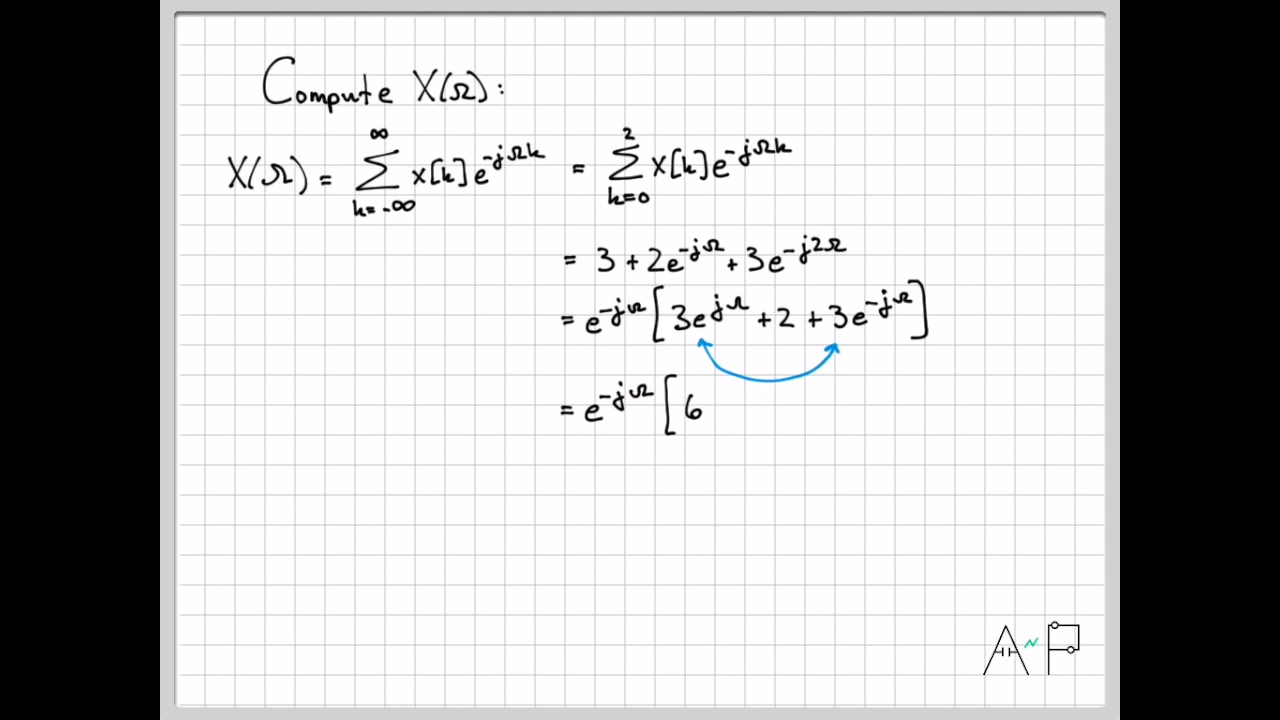 Compute X(Ω):
X(Ω) = ∑_{k=-∞}^{∞} x[k]e^{-jΩk} = ∑_{k=0}^{2} x[k]e^{-jΩk}
= 3 + 2e^{-jΩ} + 3e^{-j2Ω}
= e^{-jΩ} [3e^{jΩ} + 2 + 3e^{-jΩ}]
= e^{-jΩ} [6
A P